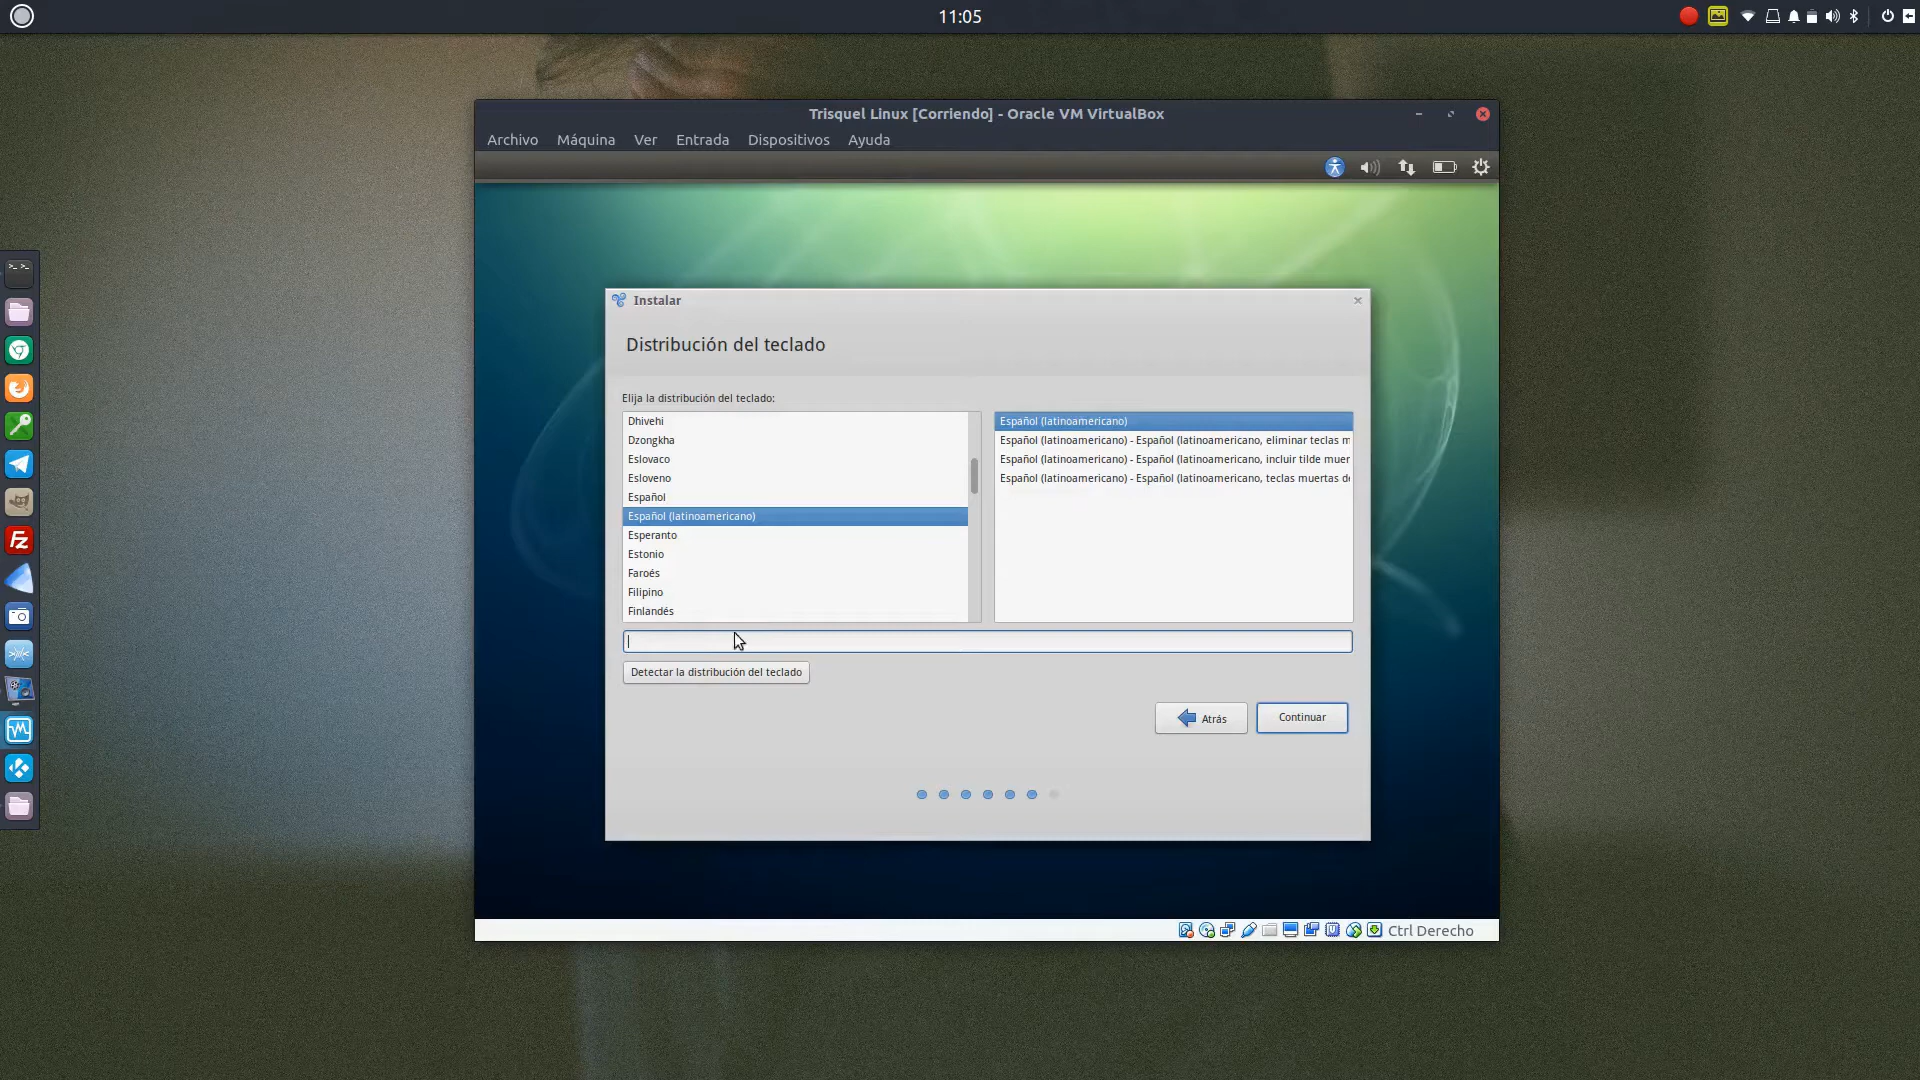 11:05
Trisquel Linux [Corriendo] - Oracle VM VirtualBox
Archivo Máquina Ver Entrada Dispositivos Ayuda
Instalar
Distribución del teclado
Elija la distribución del teclado:
Dhivehi
Dzongkha
Eslovaco
Esloveno
Español
Español (latinoamericano)
Esperanto
Estonio
Faroés
Filipino
Finlandés
Español (latinoamericano)
Español (latinoamericano) - Español (latinoamericano, eliminar teclas m
Español (latinoamericano) - Español (latinoamericano, incluir tilde muer
Español (latinoamericano) - Español (latinoamericano, teclas muertas de
Detectar la distribución del teclado
Atrás
Continuar
Ctrl Derecho